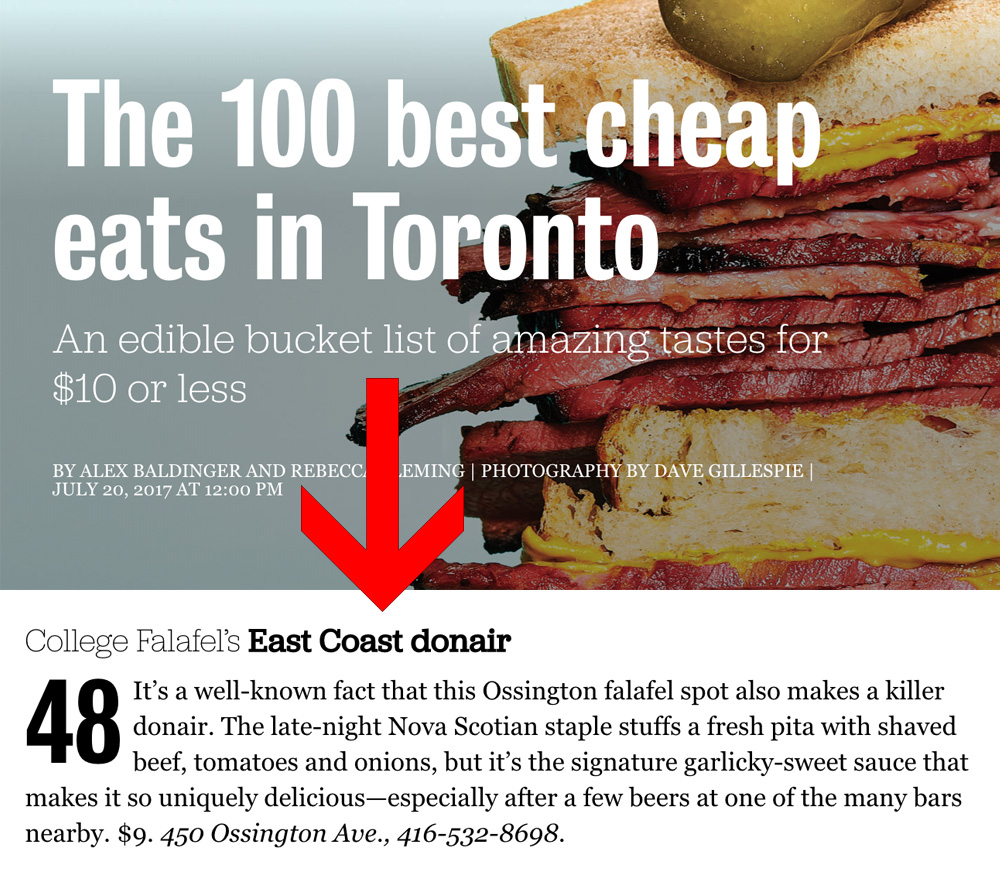 The 100 best cheap
eats in Toronto
An edible bucket list of amazing tastes for
$10 or less
BY ALEX BALDINGER AND REBECCA FLEMING | PHOTOGRAPHY BY DAVE GILLESPIE |
JULY 20, 2017 AT 12:00 PM
College Falafel’s East Coast donair
48 It’s a well-known fact that this Ossington falafel spot also makes a killer
donair. The late-night Nova Scotian staple stuffs a fresh pita with shaved
beef, tomatoes and onions, but it’s the signature garlicky-sweet sauce that
makes it so uniquely delicious—especially after a few beers at one of the many bars
nearby. $9. 450 Ossington Ave., 416-532-8698.